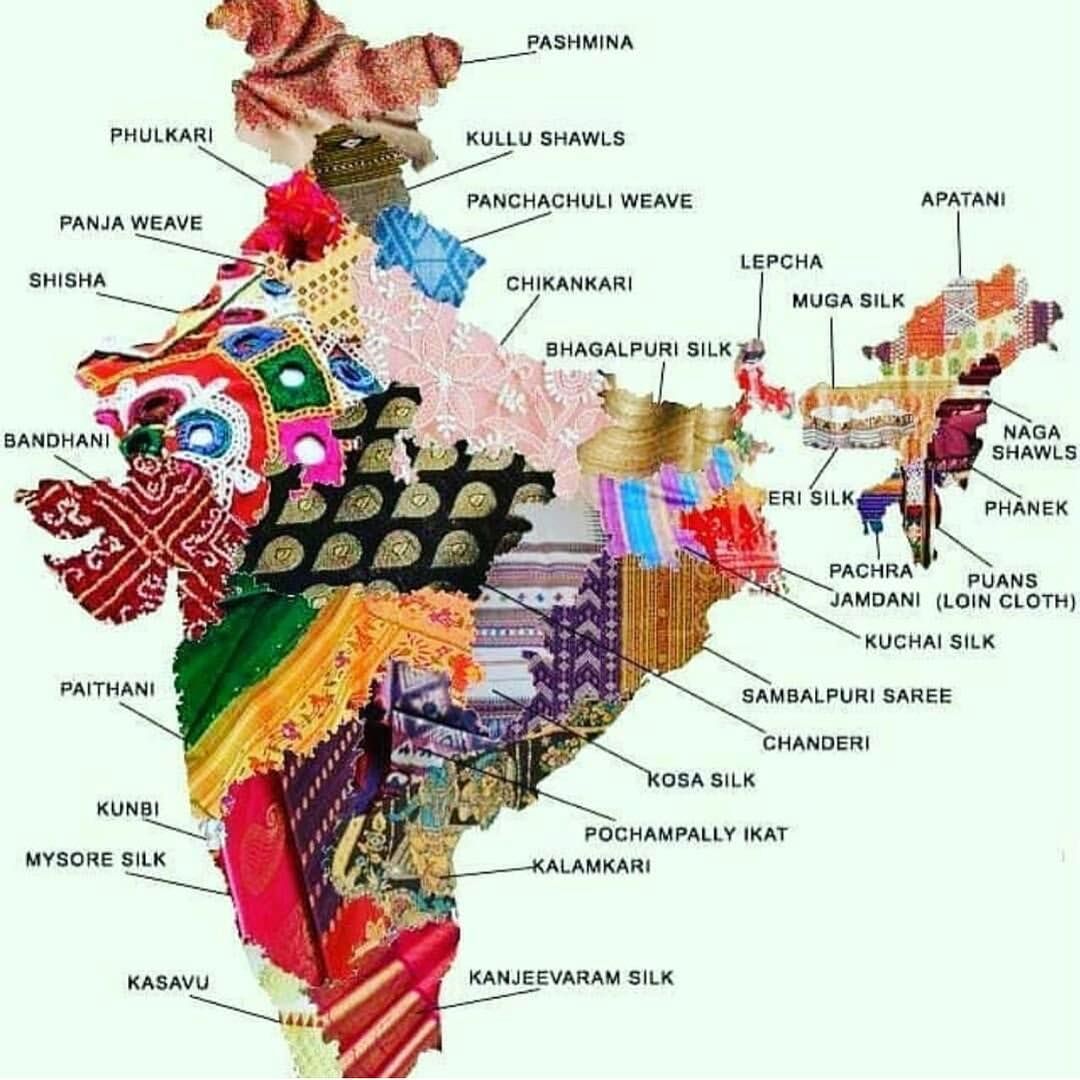 PASHMINA
PHULKARI
KULLU SHAWLS
PANCHACHULI WEAVE
APATANI
PANJA WEAVE
LEPCHA
SHISHA
CHIKANKARI
MUGA SILK
BHAGALPURI SILK
BANDHANI
NAGA
SHAWLS
ERI SILK
PHANEK
PACHRA
PUANS
(LOIN CLOTH)
JAMDANI
KUCHAI SILK
PAITHANI
SAMBALPURI SAREE
CHANDERI
KOSA SILK
KUNBI
POCHAMPALLY IKAT
MYSORE SILK
KALAMKARI
KASAVU
KANJEEVARAM SILK